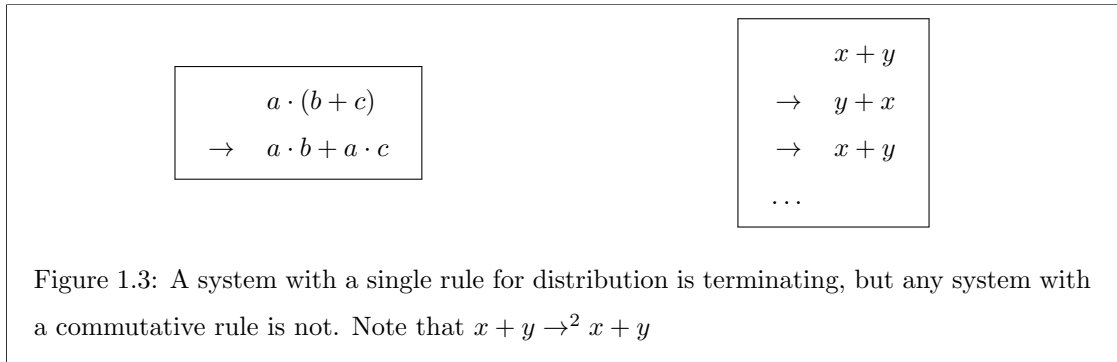 a · (b + c)
→ a · b + a · c
x + y
→ y + x
→ x + y
...
Figure 1.3: A system with a single rule for distribution is terminating, but any system with
a commutative rule is not. Note that x + y →² x + y